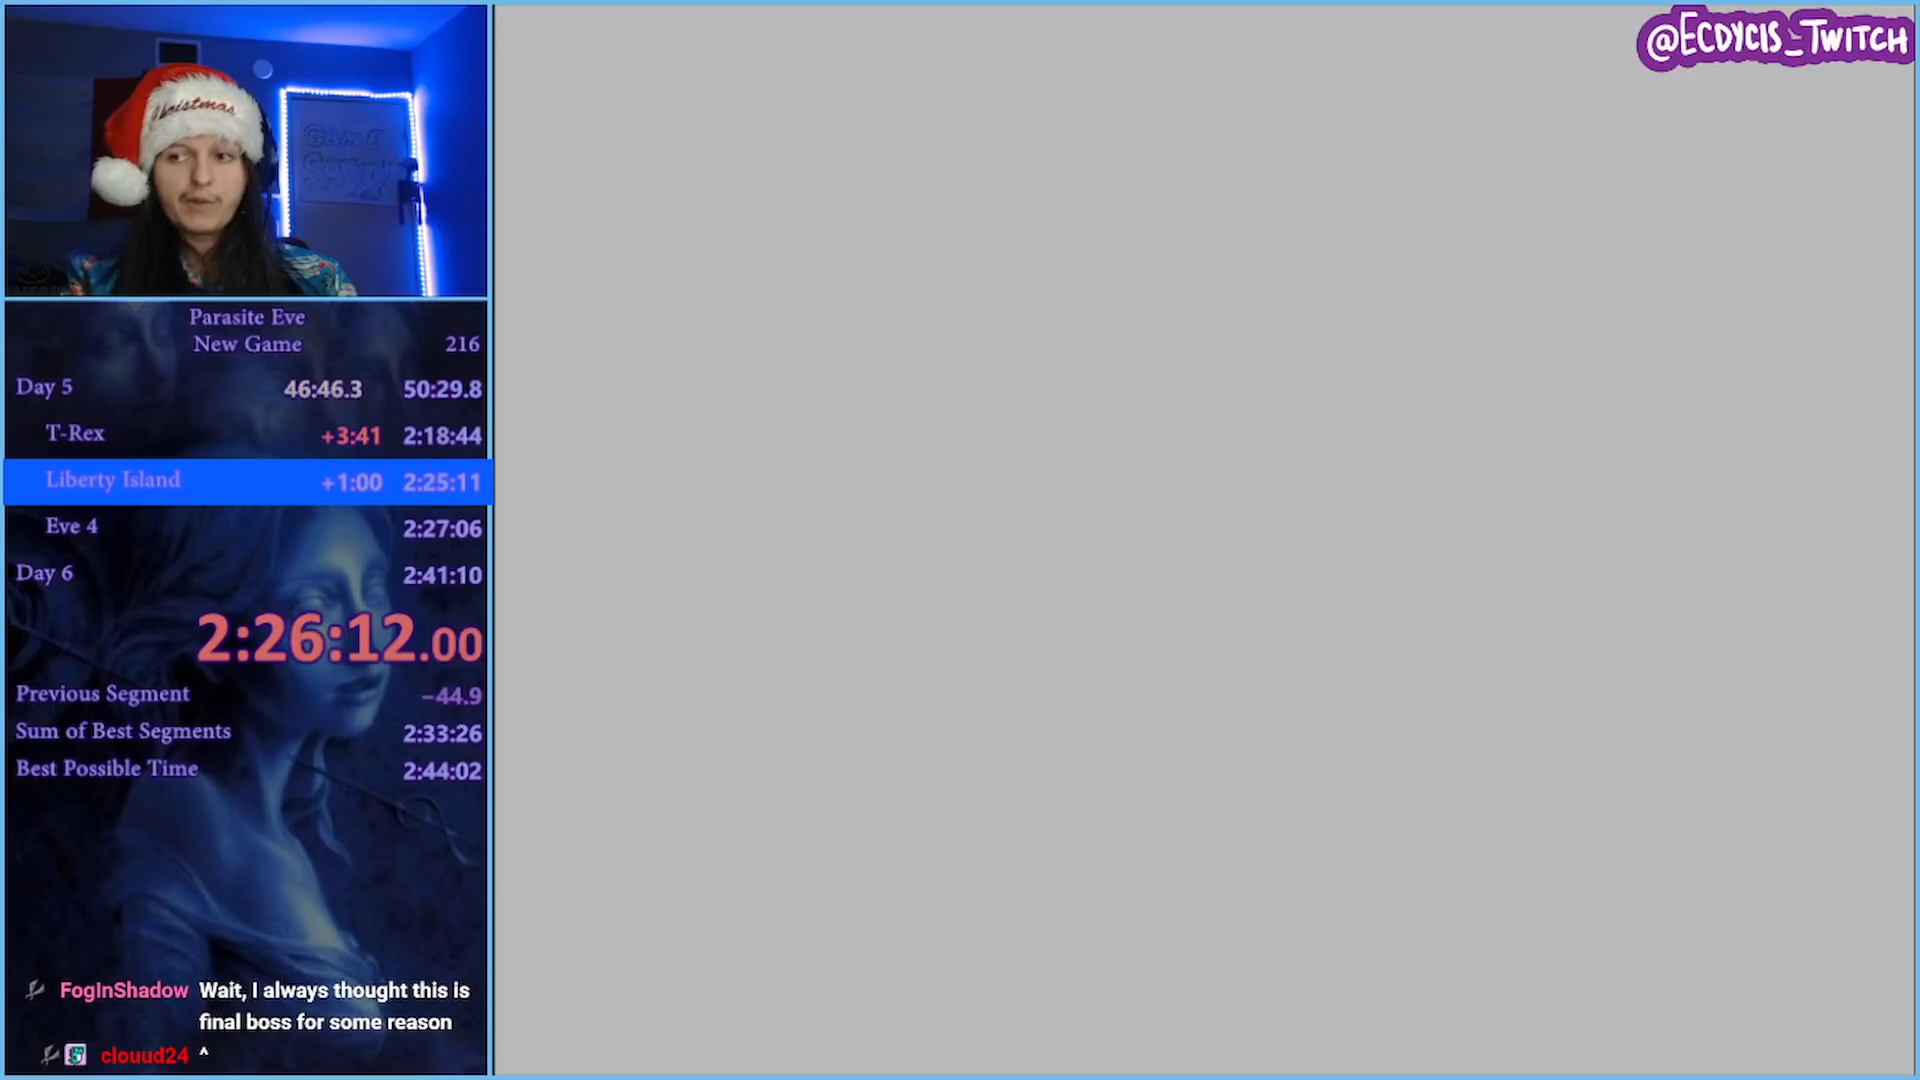 @ECDYCIS_TWITCH
Christmas
GAME
Parasite Eve
New Game 216
Day 5 46:46.3 50:29.8
T-Rex +3:41 2:18:44
Liberty Island +1:00 2:25:11
Eve 4 2:27:06
Day 6 2:41:10
2:26:12.00
Previous Segment −44.9
Sum of Best Segments 2:33:26
Best Possible Time 2:44:02
FogInShadow Wait, I always thought this is
final boss for some reason
clouud24 ^